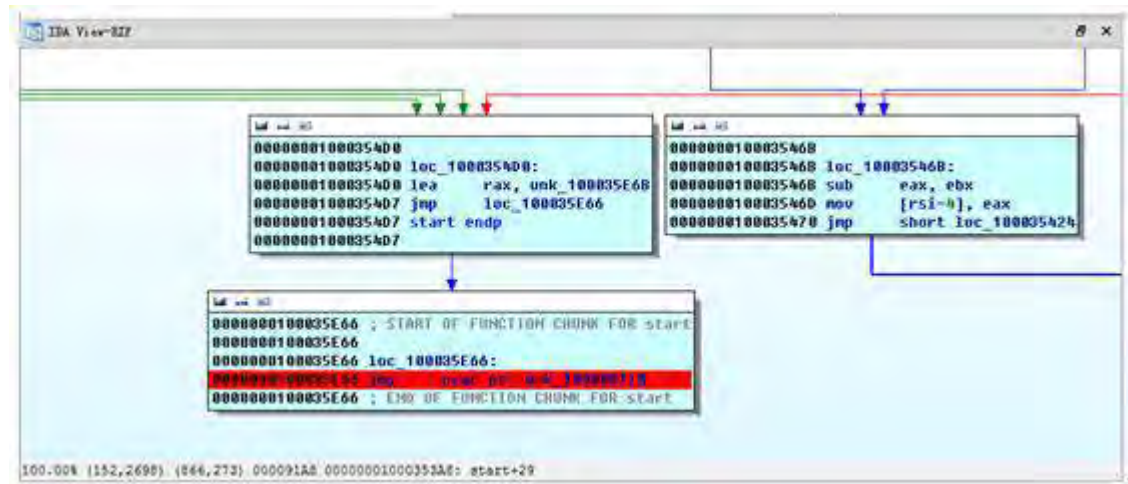 IDA View-RIP
00000001000354D0
00000001000354D0 loc_1000354D0:
00000001000354D0 lea rax, unk_100035E6B
00000001000354D7 jmp loc_100035E66
00000001000354D7 start endp
00000001000354D7
000000010003546B
000000010003546B loc_10003546B:
000000010003546B sub eax, ebx
000000010003546D mov [rsi-4], eax
0000000100035470 jmp short loc_100035424
0000000100035E66 ; START OF FUNCTION CHUNK FOR start
0000000100035E66
0000000100035E66 loc_100035E66:
0000000100035E66 jmp
0000000100035E66 ; END OF FUNCTION CHUNK FOR start
100.00% (152,2698) (866,273) 000091A8 00000001000353A8: start+29